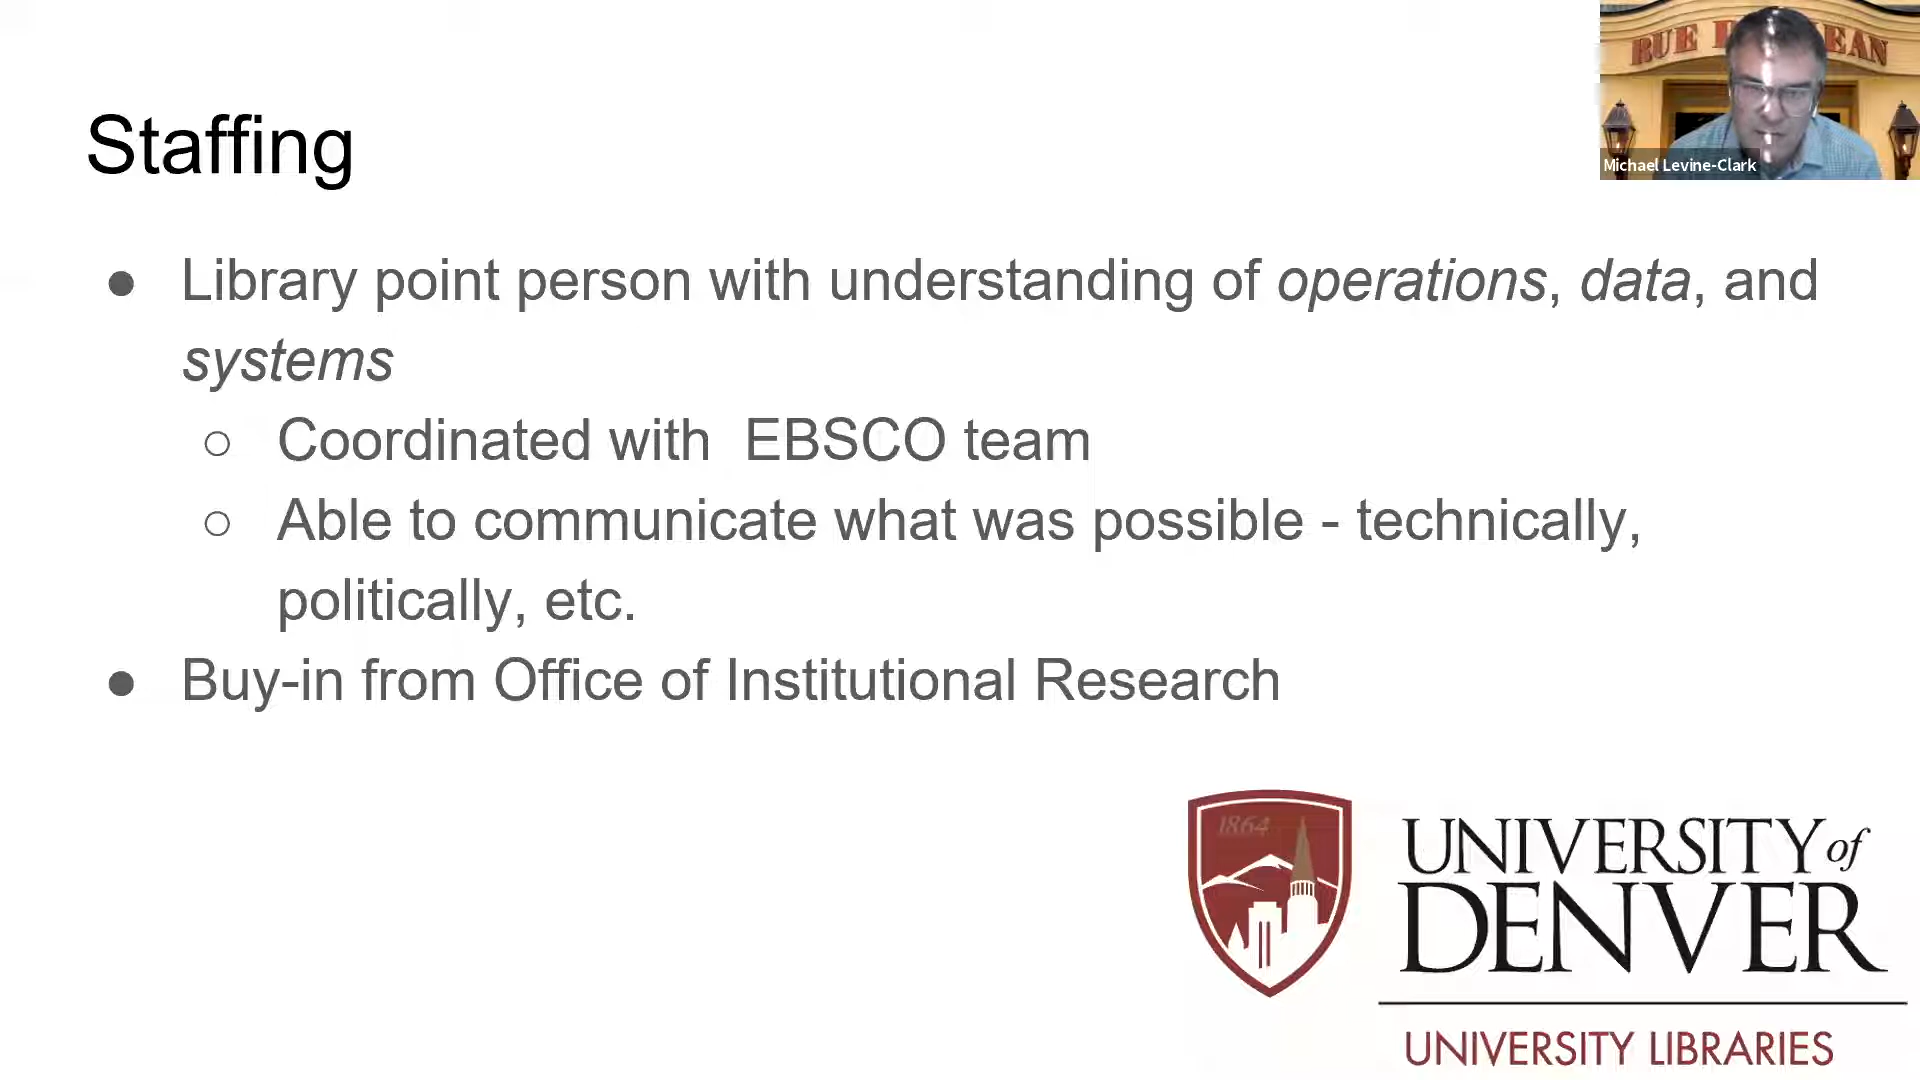 Staffing
RUE
EAN
Michael Levine-Clark
● Library point person with understanding of operations, data, and
systems
○ Coordinated with  EBSCO team
○ Able to communicate what was possible - technically,
politically, etc.
● Buy-in from Office of Institutional Research
1864
UNIVERSITY of
DENVER
UNIVERSITY LIBRARIES